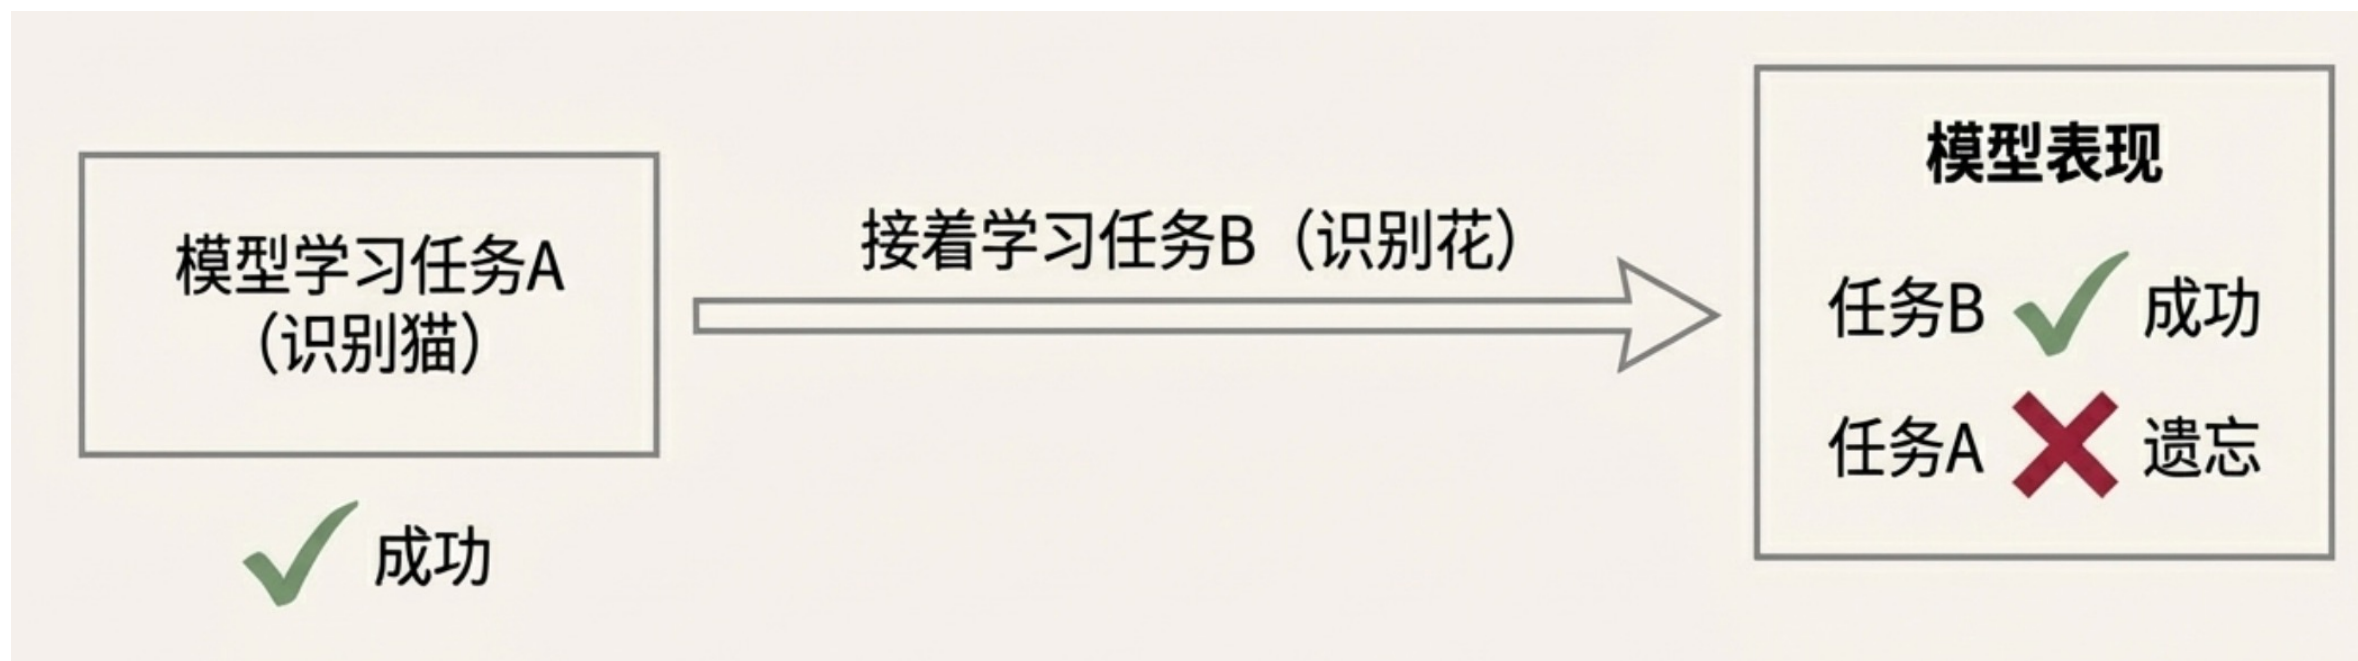 模型学习任务A
（识别猫）
成功
接着学习任务B（识别花）
模型表现
任务B 成功
任务A 遗忘